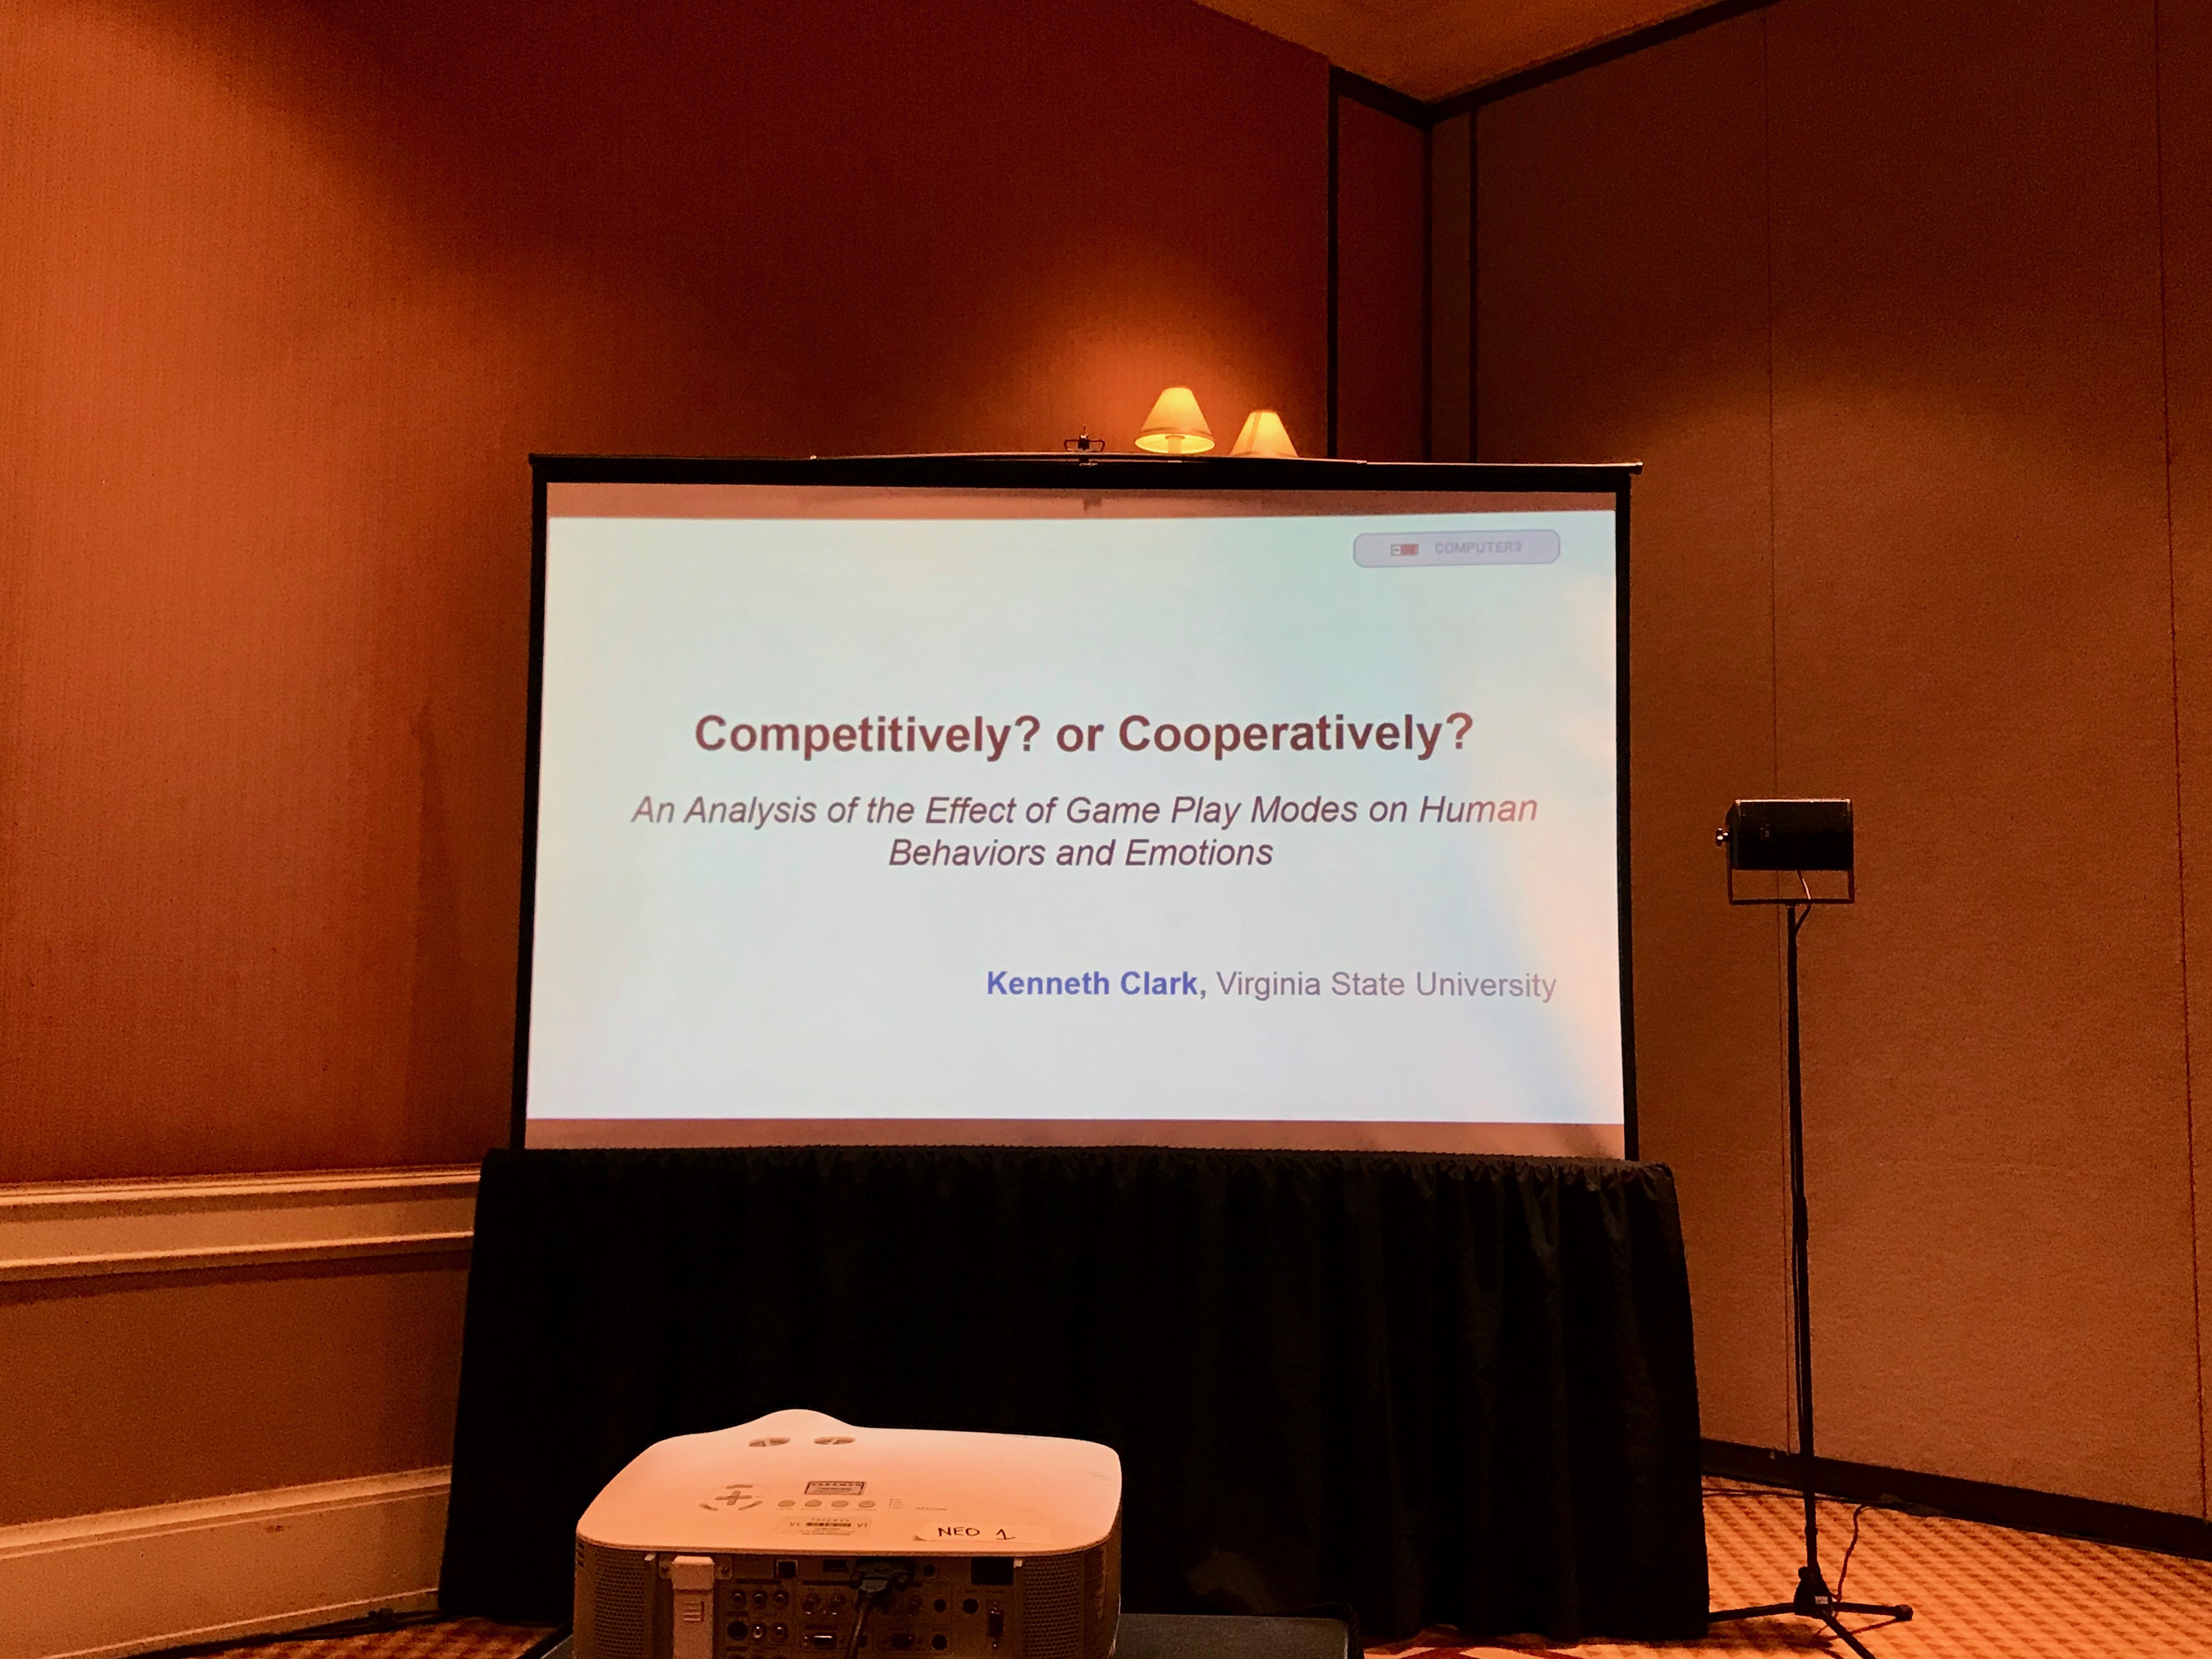 COMPUTER3
Competitively? or Cooperatively?
An Analysis of the Effect of Game Play Modes on Human
Behaviors and Emotions
Kenneth Clark, Virginia State University
NEO 1